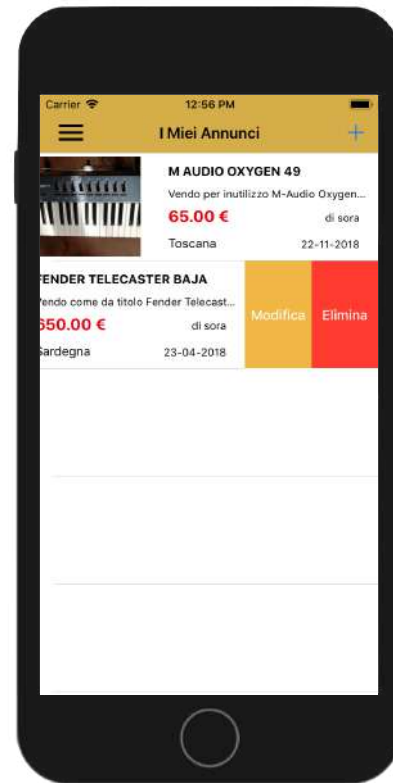 Carrier 12:56 PM
I Miei Annunci +
M AUDIO OXYGEN 49
Vendo per inutilizzo M-Audio Oxygen...
65.00 € di sora
Toscana 22-11-2018
FENDER TELECASTER BAJA
Vendo come da titolo Fender Telecast...
650.00 € di sora
Modifica Elimina
Sardegna 23-04-2018